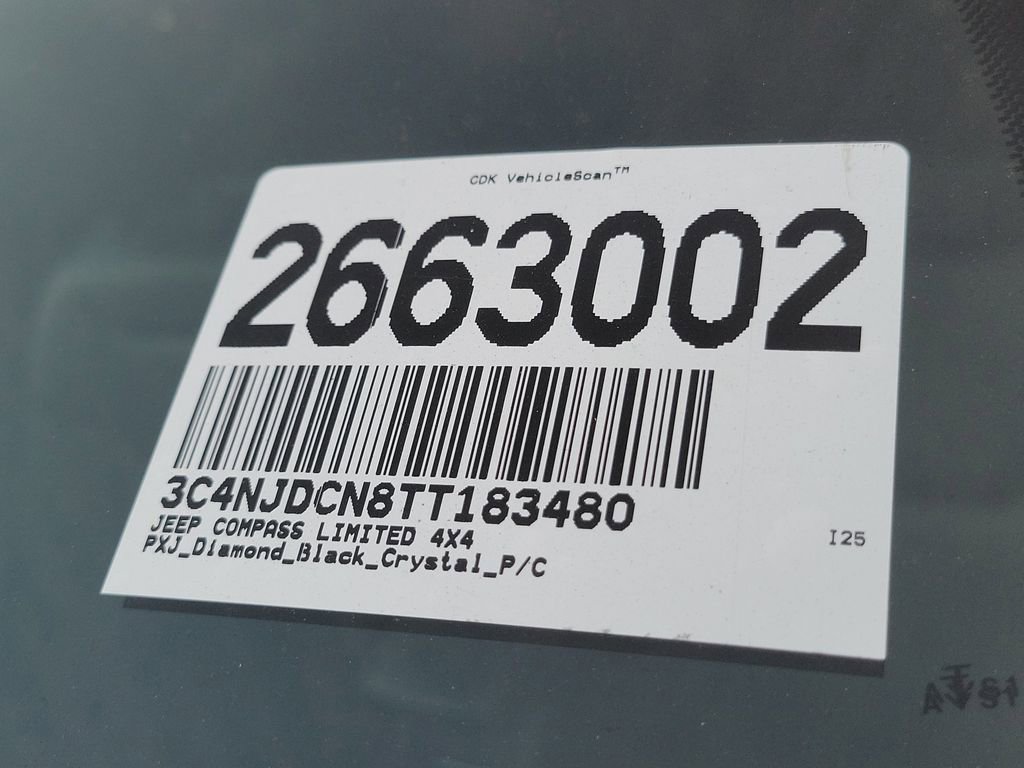 CDK VehicleScan™
2663002
3C4NJDCN8TT183480
JEEP COMPASS LIMITED 4X4
PXJ_Diamond_Black_Crystal_P/C
I25